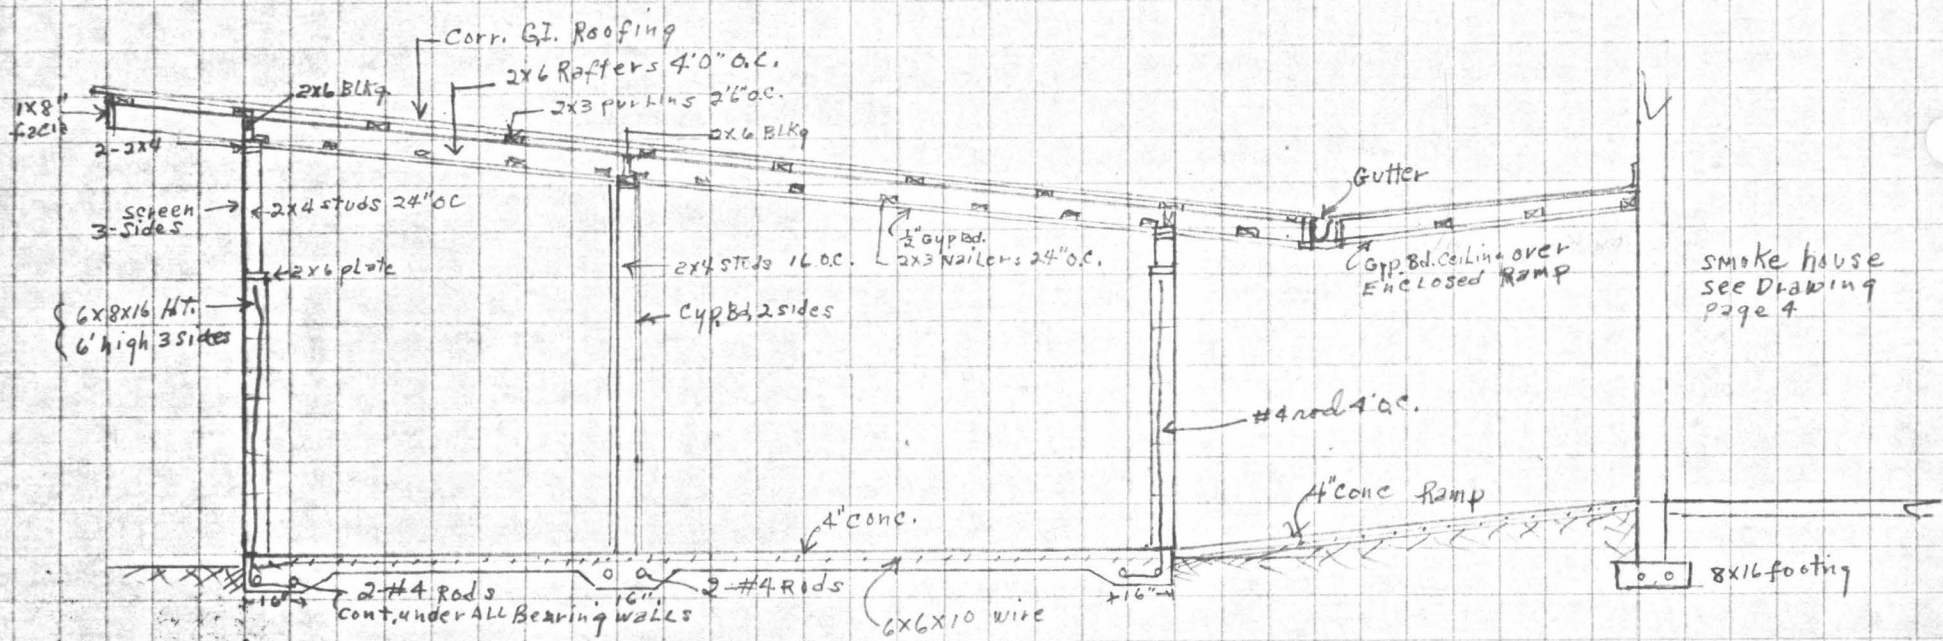 Corr. G.I. Roofing
2x6 Rafters 4'0" O.C.
2x3 purlins 2'6" O.C.
2x6 Blkg.
2x6 Blkg
1x8"
facia
2-2x4
screen
3-sides
2x4 studs 24" oc
2x6 plate
6x8x16 H.T.
6' high 3 sides
2x4 studs 16 O.C.
Gyp. Bd. 2 sides
1/2" Gyp Bd.
2x3 Nailers 24" O.C.
Gutter
Gyp. Bd. Ceiling over
Enclosed Ramp
smoke house
see Drawing
page 4
#4 rod 4' O.C.
4" conc Ramp
4" conc.
2-#4 Rods
cont. under ALL Bearing walls
16"
16"
16"
2-#4 Rods
6x6x10 wire
8x16 footing